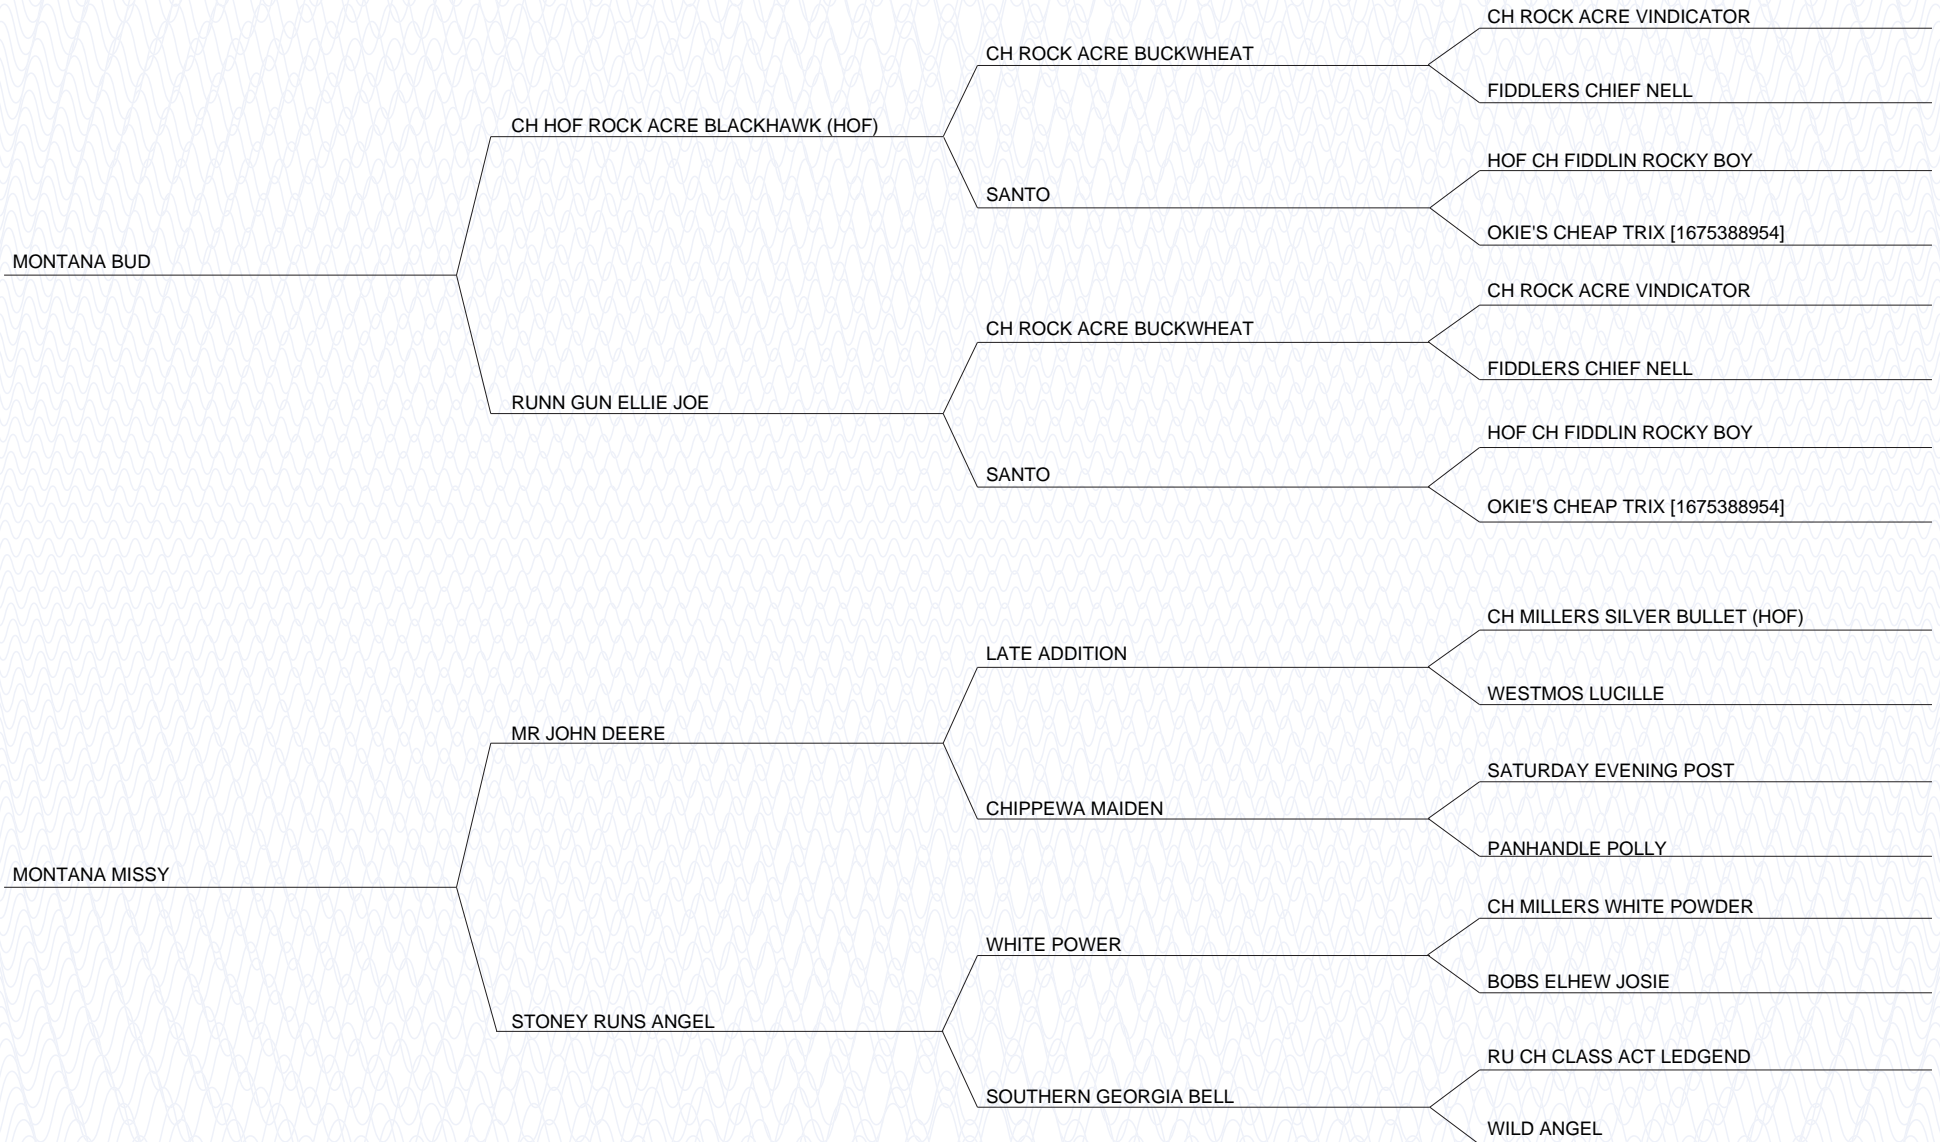 CH ROCK ACRE VINDICATOR
CH ROCK ACRE BUCKWHEAT
FIDDLERS CHIEF NELL
CH HOF ROCK ACRE BLACKHAWK (HOF)
HOF CH FIDDLIN ROCKY BOY
SANTO
OKIE'S CHEAP TRIX [1675388954]
MONTANA BUD
CH ROCK ACRE VINDICATOR
CH ROCK ACRE BUCKWHEAT
FIDDLERS CHIEF NELL
RUNN GUN ELLIE JOE
HOF CH FIDDLIN ROCKY BOY
SANTO
OKIE'S CHEAP TRIX [1675388954]
CH MILLERS SILVER BULLET (HOF)
LATE ADDITION
WESTMOS LUCILLE
MR JOHN DEERE
SATURDAY EVENING POST
CHIPPEWA MAIDEN
PANHANDLE POLLY
MONTANA MISSY
CH MILLERS WHITE POWDER
WHITE POWER
BOBS ELHEW JOSIE
STONEY RUNS ANGEL
RU CH CLASS ACT LEDGEND
SOUTHERN GEORGIA BELL
WILD ANGEL